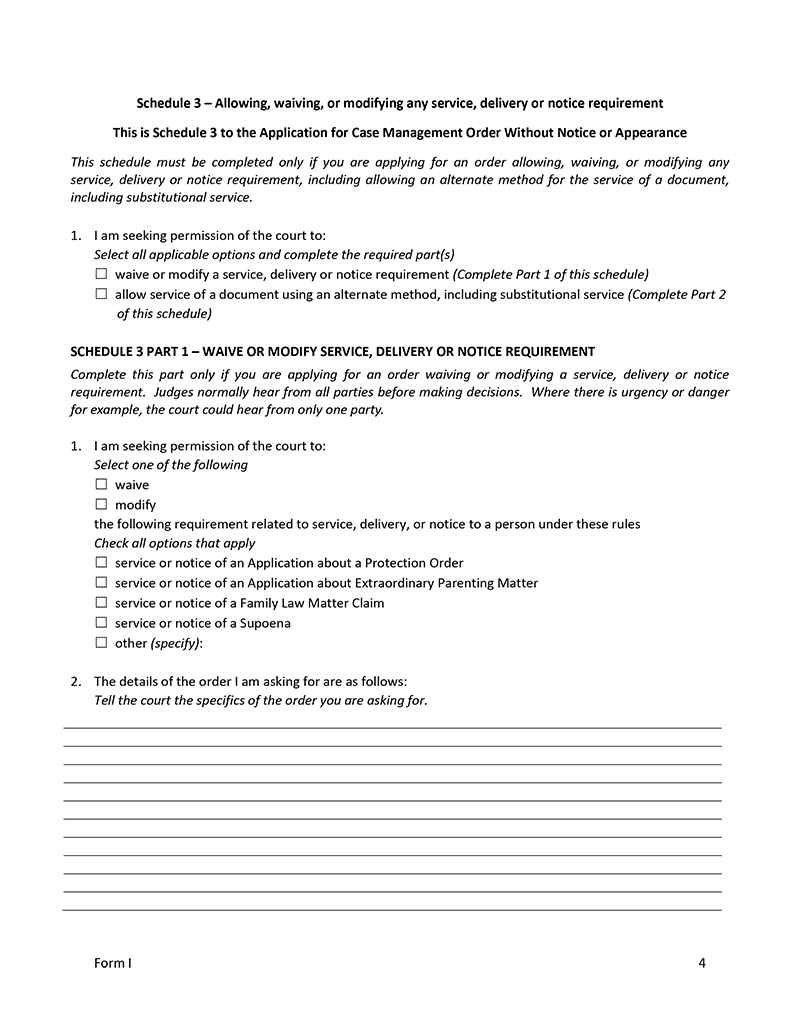 Schedule 3 – Allowing, waiving, or modifying any service, delivery or notice requirement
This is Schedule 3 to the Application for Case Management Order Without Notice or Appearance
This schedule must be completed only if you are applying for an order allowing, waiving, or modifying any
service, delivery or notice requirement, including allowing an alternate method for the service of a document,
including substitutional service.
1. I am seeking permission of the court to:
Select all applicable options and complete the required part(s)
☐ waive or modify a service, delivery or notice requirement (Complete Part 1 of this schedule)
☐ allow service of a document using an alternate method, including substitutional service (Complete Part 2
of this schedule)
SCHEDULE 3 PART 1 – WAIVE OR MODIFY SERVICE, DELIVERY OR NOTICE REQUIREMENT
Complete this part only if you are applying for an order waiving or modifying a service, delivery or notice
requirement. Judges normally hear from all parties before making decisions. Where there is urgency or danger
for example, the court could hear from only one party.
1. I am seeking permission of the court to:
Select one of the following
☐ waive
☐ modify
the following requirement related to service, delivery, or notice to a person under these rules
Check all options that apply
☐ service or notice of an Application about a Protection Order
☐ service or notice of an Application about Extraordinary Parenting Matter
☐ service or notice of a Family Law Matter Claim
☐ service or notice of a Supoena
☐ other (specify):
2. The details of the order I am asking for are as follows:
Tell the court the specifics of the order you are asking for.
Form I 4